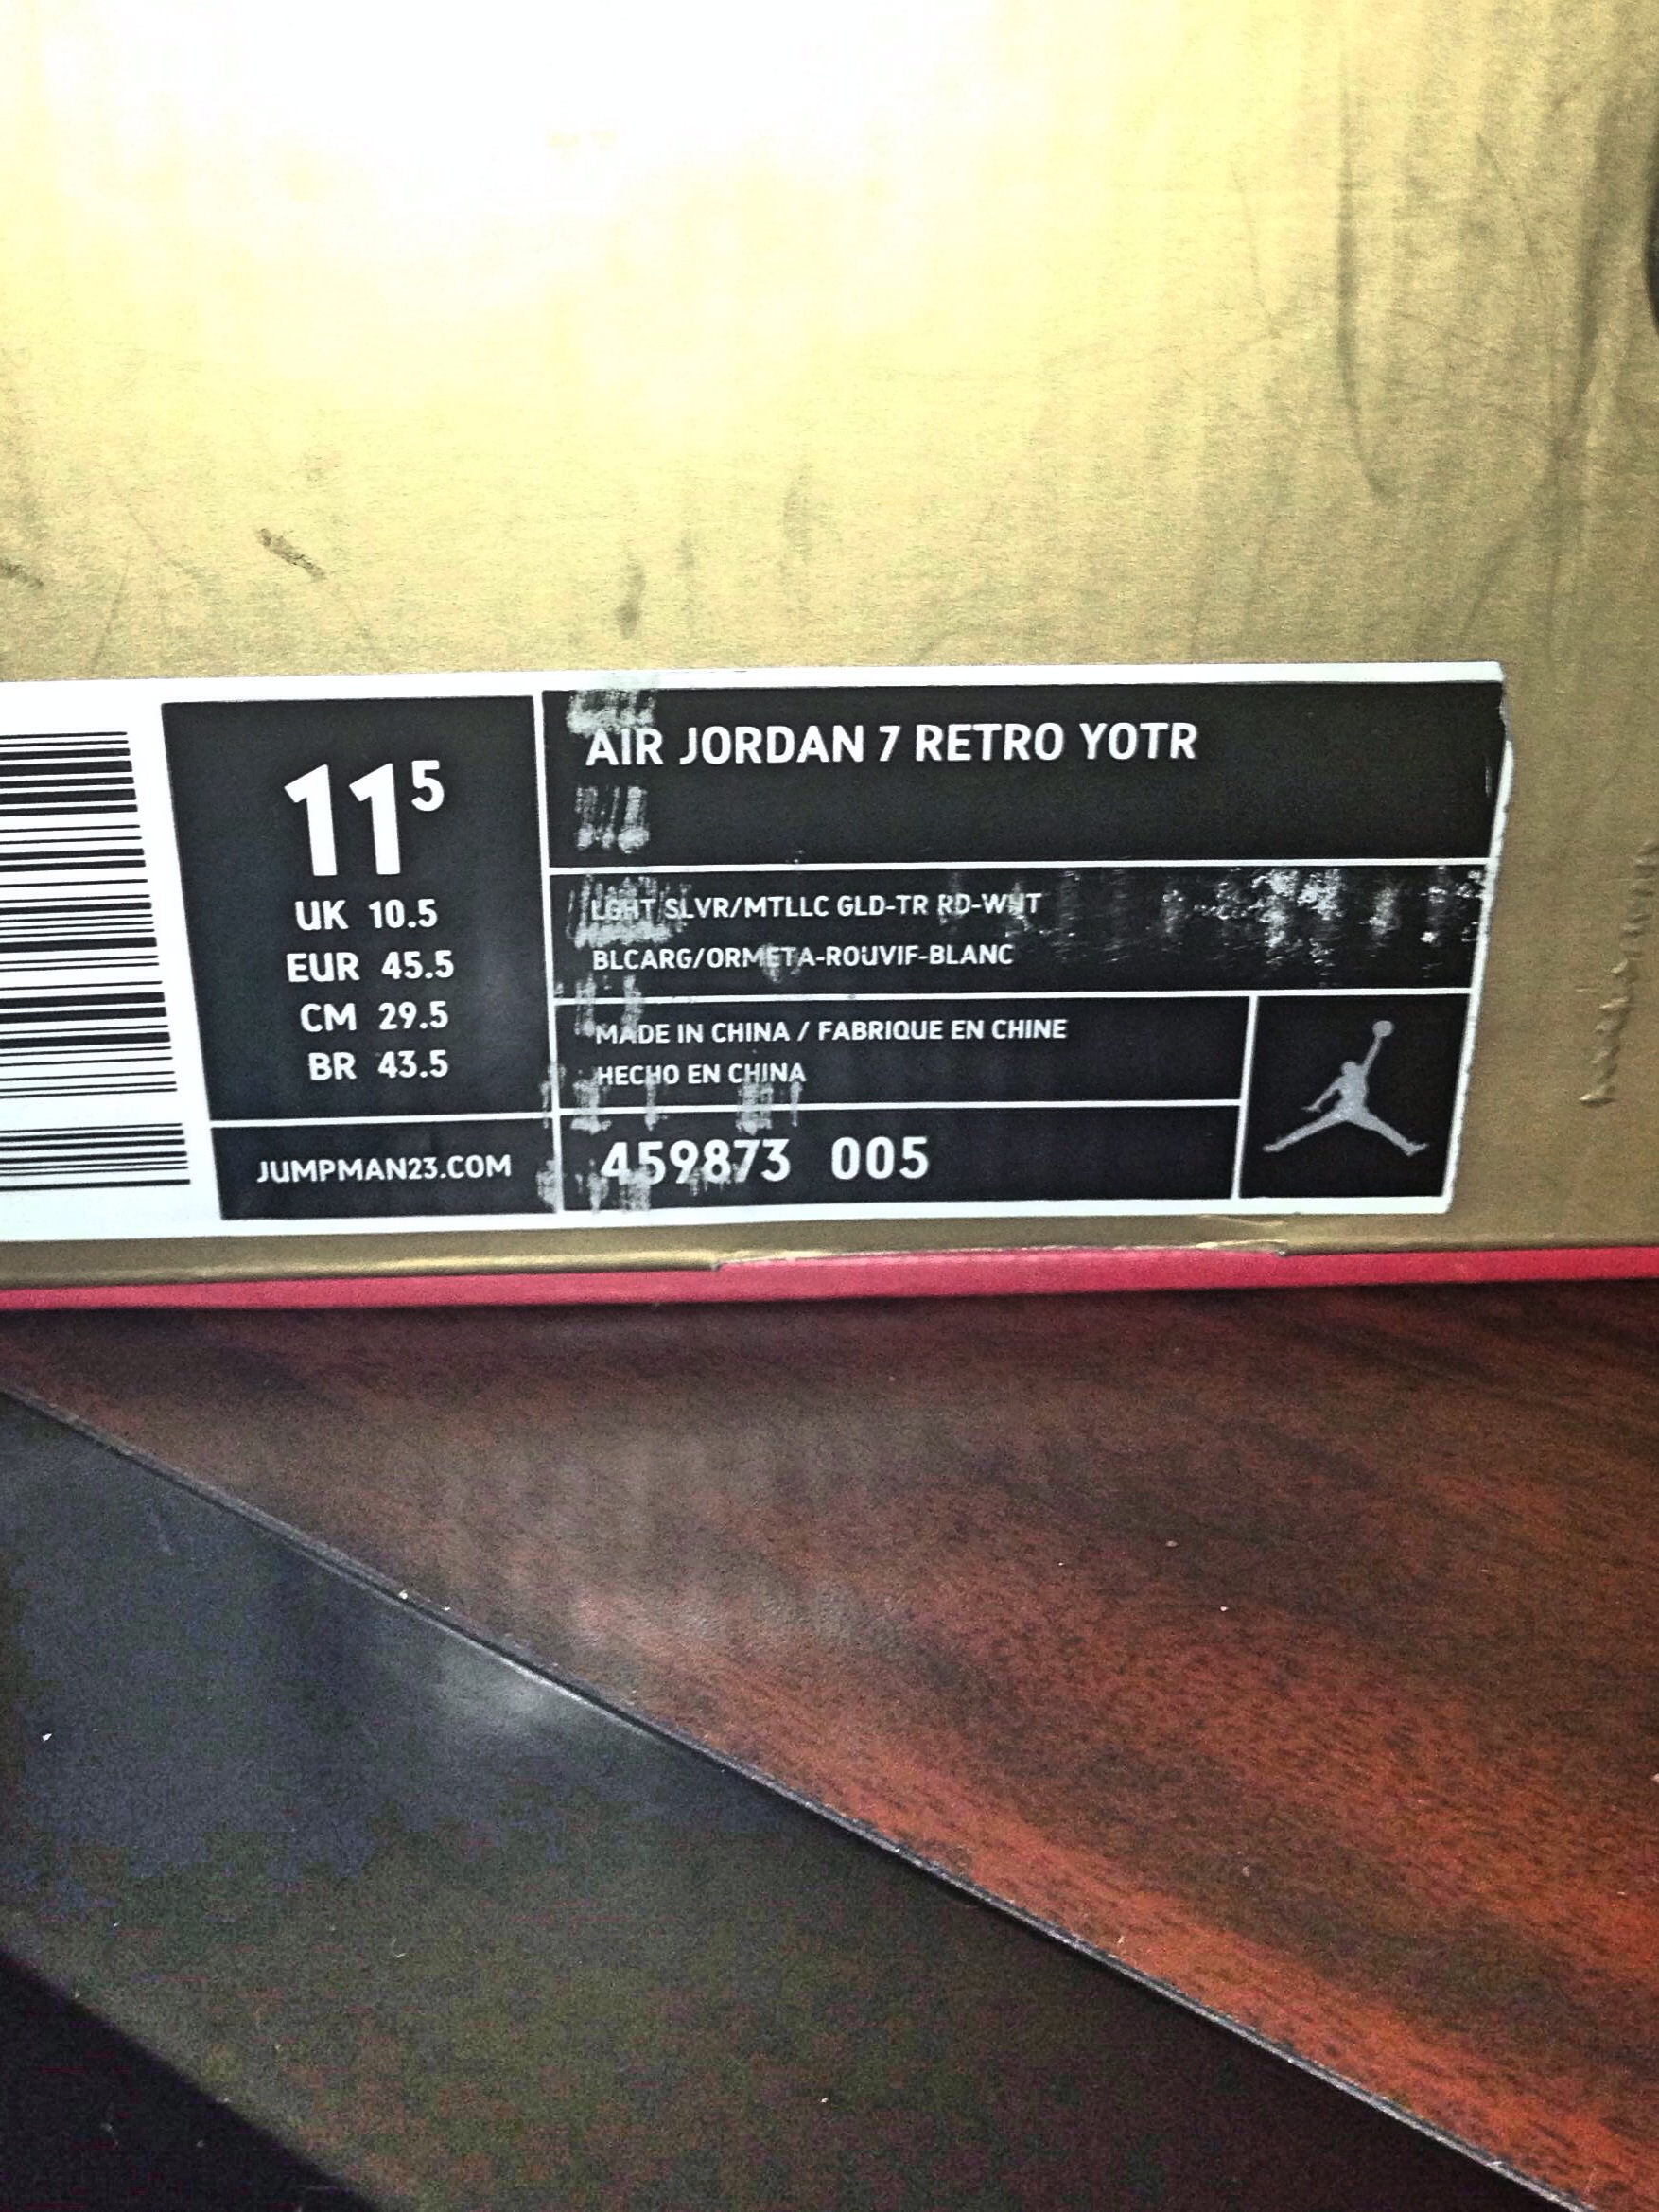 11⁵
UK 10.5
EUR 45.5
CM 29.5
BR 43.5
JUMPMAN23.COM
AIR JORDAN 7 RETRO YOTR
LGHT SLVR/MTLLC GLD-TR RD-WHT
BLCARG/ORMETA-ROUVIF-BLANC
MADE IN CHINA / FABRIQUE EN CHINE
HECHO EN CHINA
459873 005